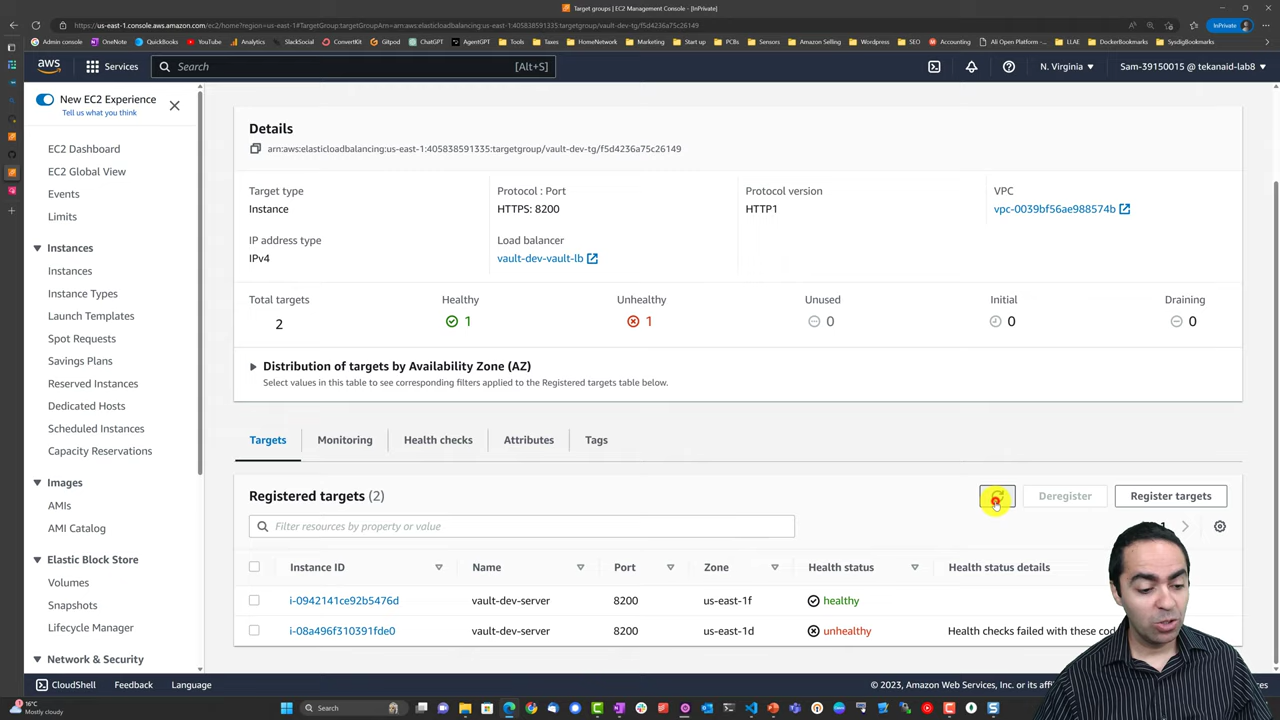 Target groups | EC2 Management Console - [InPrivate]
https://us-east-1.console.aws.amazon.com/ec2/home?region=us-east-1#TargetGroup:targetGroupArn=arn:aws:elasticloadbalancing:us-east-1:405838591335:targetgroup/vault-dev-tg/f5d4236a75c26149
InPrivate
Admin console OneNote QuickBooks YouTube Analytics SlackSocial ConvertKit Gitpod ChatGPT AgentGPT Tools Taxes HomeNetwork Marketing Start up PCBs Sensors Amazon Selling Wordpress SEO Accounting Ali Open Platform -... LLAE DockerBookmarks SysdigBookmarks
aws Services Search [Alt+S] N. Virginia Sam-39150015 @ tekanaid-lab8
New EC2 Experience
Tell us what you think
EC2 Dashboard
EC2 Global View
Events
Limits
Instances
Instances
Instance Types
Launch Templates
Spot Requests
Savings Plans
Reserved Instances
Dedicated Hosts
Scheduled Instances
Capacity Reservations
Images
AMIs
AMI Catalog
Elastic Block Store
Volumes
Snapshots
Lifecycle Manager
Network & Security
Details
arn:aws:elasticloadbalancing:us-east-1:405838591335:targetgroup/vault-dev-tg/f5d4236a75c26149
Target type Protocol : Port Protocol version VPC
Instance HTTPS: 8200 HTTP1 vpc-0039bf56ae988574b
IP address type Load balancer
IPv4 vault-dev-vault-lb
Total targets Healthy Unhealthy Unused Initial Draining
2 1 1 0 0 0
Distribution of targets by Availability Zone (AZ)
Select values in this table to see corresponding filters applied to the Registered targets table below.
Targets Monitoring Health checks Attributes Tags
Registered targets (2) Deregister Register targets
Filter resources by property or value 1
Instance ID Name Port Zone Health status Health status details
i-0942141ce92b5476d vault-dev-server 8200 us-east-1f healthy
i-08a496f310391fde0 vault-dev-server 8200 us-east-1d unhealthy Health checks failed with these cod
CloudShell Feedback Language © 2023, Amazon Web Services, Inc. or its affi
16°C
Mostly cloudy
Search